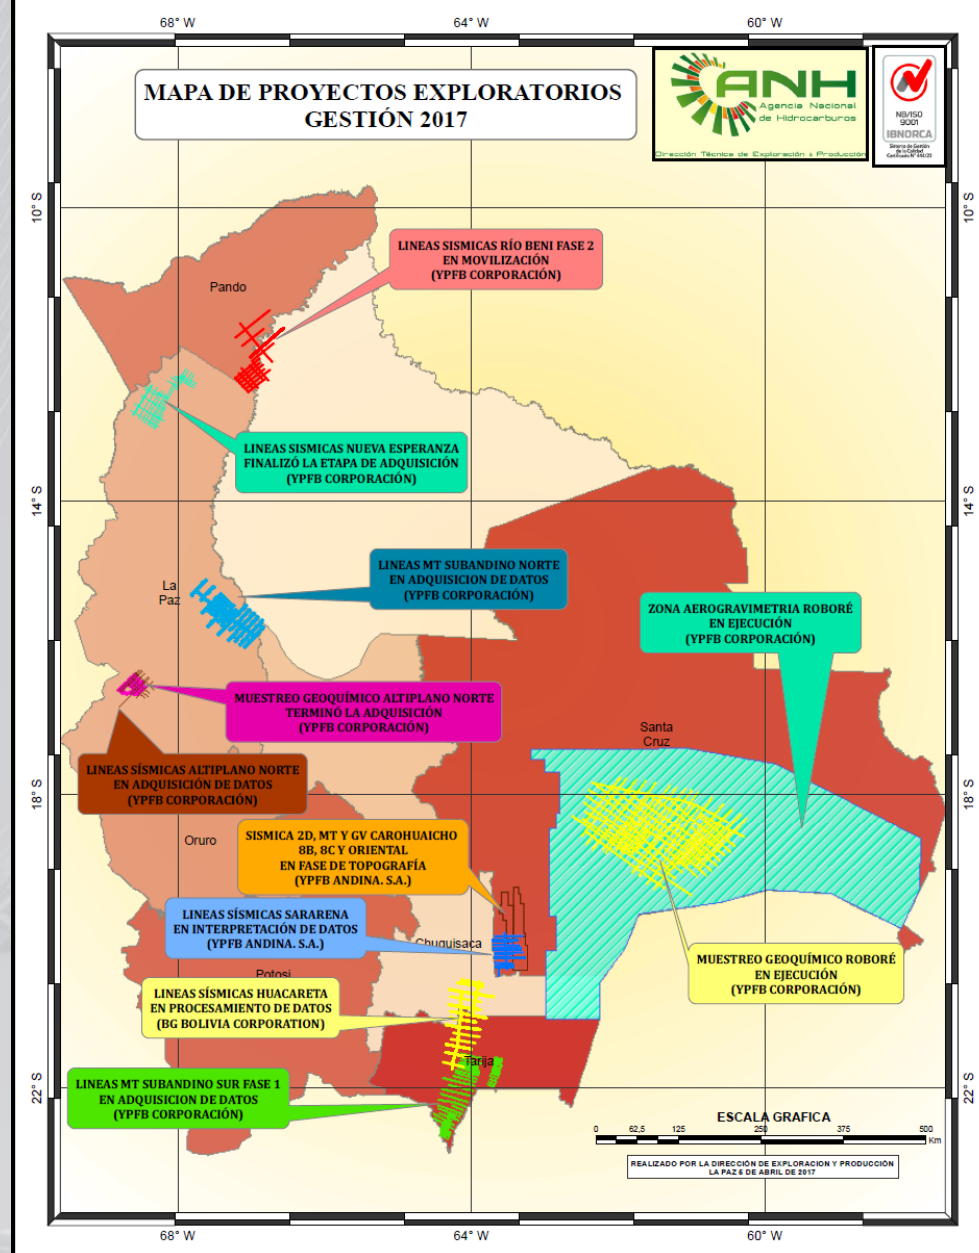 68° W
64° W
60° W
MAPA DE PROYECTOS EXPLORATORIOS
GESTIÓN 2017
ANH
Agencia Nacional
de Hidrocarburos
Dirección Técnica de Exploración & Producción
NB/ISO
9001
IBNORCA
Sistema de Gestión
de la Calidad
10° S
10° S
LINEAS SISMICAS RÍO BENI FASE 2
EN MOVILIZACIÓN
(YPFB CORPORACIÓN)
Pando
LINEAS SISMICAS NUEVA ESPERANZA
FINALIZÓ LA ETAPA DE ADQUISICIÓN
(YPFB CORPORACIÓN)
14° S
14° S
LINEAS MT SUBANDINO NORTE
EN ADQUISICION DE DATOS
(YPFB CORPORACIÓN)
La
Paz
ZONA AEROGRAVIMETRIA ROBORÉ
EN EJECUCIÓN
(YPFB CORPORACIÓN)
MUESTREO GEOQUÍMICO ALTIPLANO NORTE
TERMINÓ LA ADQUISICIÓN
(YPFB CORPORACIÓN)
Santa
Cruz
LINEAS SÍSMICAS ALTIPLANO NORTE
EN ADQUISICIÓN DE DATOS
(YPFB CORPORACIÓN)
18° S
18° S
Oruro
SISMICA 2D, MT Y GV CAROHUAICHO
8B, 8C Y ORIENTAL
EN FASE DE TOPOGRAFÍA
(YPFB ANDINA. S.A.)
LINEAS SÍSMICAS SARARENA
EN INTERPRETACIÓN DE DATOS
(YPFB ANDINA. S.A.)
Chuquisaca
MUESTREO GEOQUÍMICO ROBORÉ
EN EJECUCIÓN
(YPFB CORPORACIÓN)
Potosi
LINEAS SÍSMICAS HUACARETA
EN PROCESAMIENTO DE DATOS
(BG BOLIVIA CORPORATION)
Tarija
LINEAS MT SUBANDINO SUR FASE 1
EN ADQUISICION DE DATOS
(YPFB CORPORACIÓN)
22° S
22° S
ESCALA GRAFICA
0 62,5 125 250 375 500
Km
REALIZADO POR LA DIRECCIÓN DE EXPLORACION Y PRODUCCIÓN
LA PAZ 5 DE ABRIL DE 2017
68° W
64° W
60° W